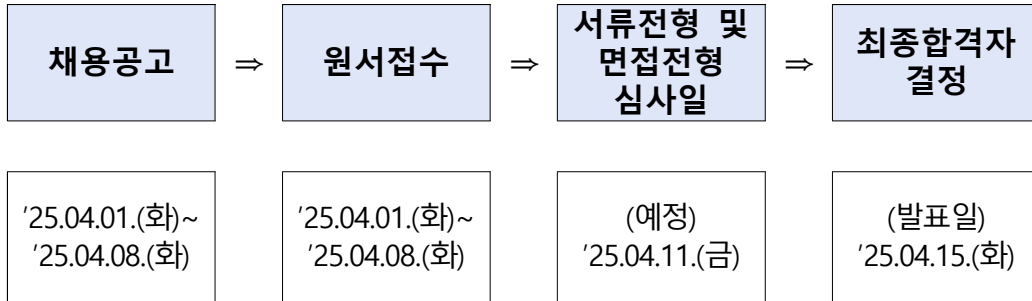 채용공고
⇒
원서접수
⇒
서류전형 및
면접전형
심사일
⇒
최종합격자
결정
'25.04.01.(화)~
'25.04.08.(화)
'25.04.01.(화)~
'25.04.08.(화)
(예정)
'25.04.11.(금)
(발표일)
'25.04.15.(화)